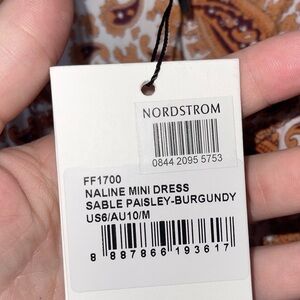 NORDSTROM
0844 2095 5753
FF1700
NALINE MINI DRESS
SABLE PAISLEY-BURGUNDY
US6/AU10/M
8 887866 193617